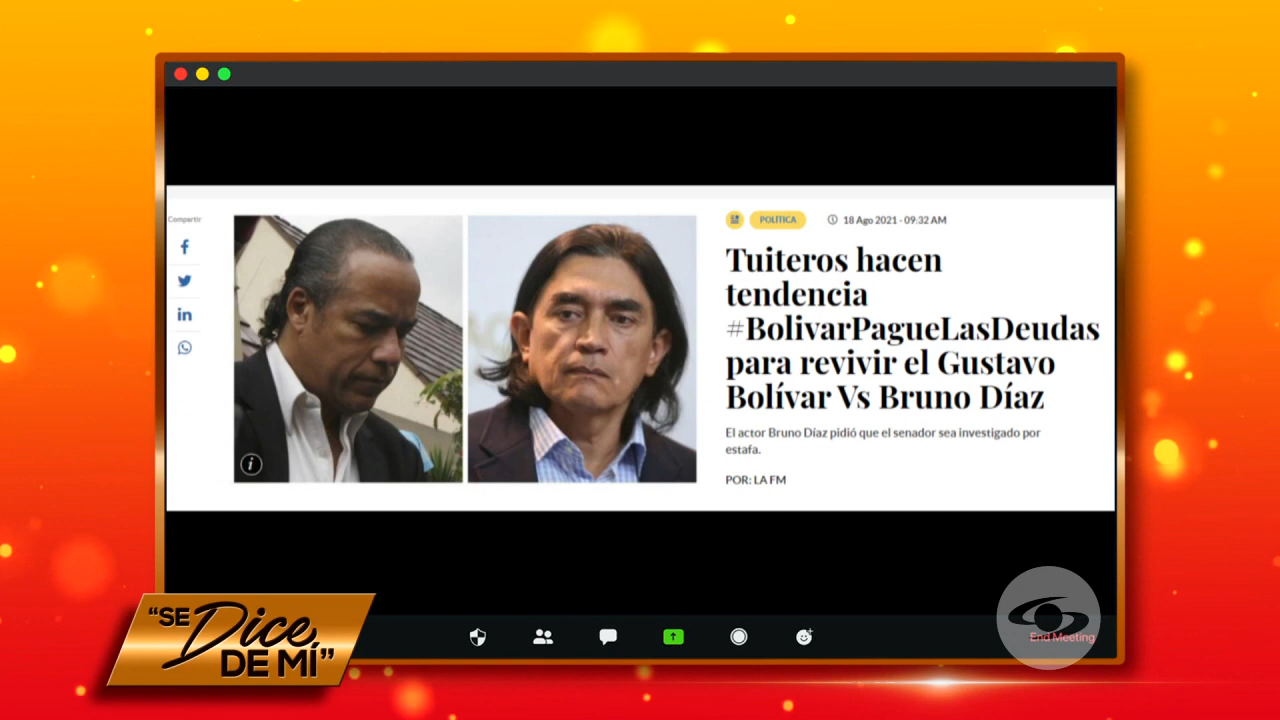 Compartir
POLÍTICA
18 Ago 2021 - 09:32 AM
Tuiteros hacen
tendencia
#BolivarPagueLasDeudas
para revivir el Gustavo
Bolívar Vs Bruno Díaz
El actor Bruno Díaz pidió que el senador sea investigado por
estafa.
POR: LA FM
"SE
Dice
DE MÍ"
End Meeting